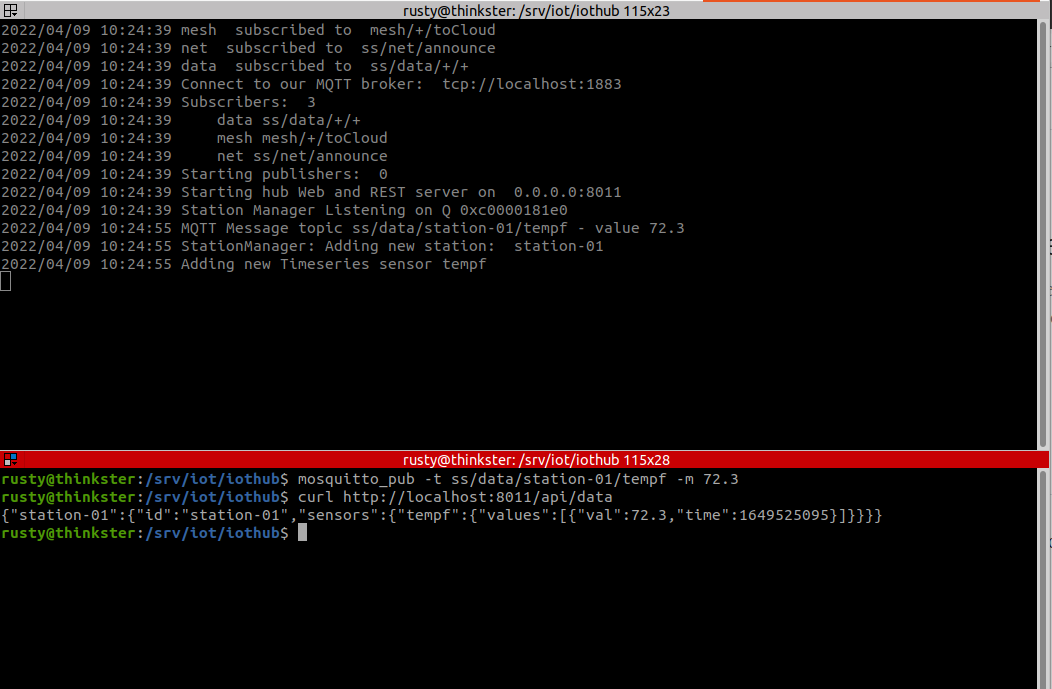 rusty@thinkster: /srv/iot/iothub 115x23
2022/04/09 10:24:39 mesh  subscribed to  mesh/+/toCloud
2022/04/09 10:24:39 net  subscribed to  ss/net/announce
2022/04/09 10:24:39 data  subscribed to  ss/data/+/+
2022/04/09 10:24:39 Connect to our MQTT broker:  tcp://localhost:1883
2022/04/09 10:24:39 Subscribers:  3
2022/04/09 10:24:39     data ss/data/+/+
2022/04/09 10:24:39     mesh mesh/+/toCloud
2022/04/09 10:24:39     net ss/net/announce
2022/04/09 10:24:39 Starting publishers:  0
2022/04/09 10:24:39 Starting hub Web and REST server on  0.0.0.0:8011
2022/04/09 10:24:39 Station Manager Listening on Q 0xc0000181e0
2022/04/09 10:24:55 MQTT Message topic ss/data/station-01/tempf - value 72.3
2022/04/09 10:24:55 StationManager: Adding new station:  station-01
2022/04/09 10:24:55 Adding new Timeseries sensor tempf
rusty@thinkster: /srv/iot/iothub 115x28
rusty@thinkster:/srv/iot/iothub$ mosquitto_pub -t ss/data/station-01/tempf -m 72.3
rusty@thinkster:/srv/iot/iothub$ curl http://localhost:8011/api/data
{"station-01":{"id":"station-01","sensors":{"tempf":{"values":[{"val":72.3,"time":1649525095}]}}}}
rusty@thinkster:/srv/iot/iothub$